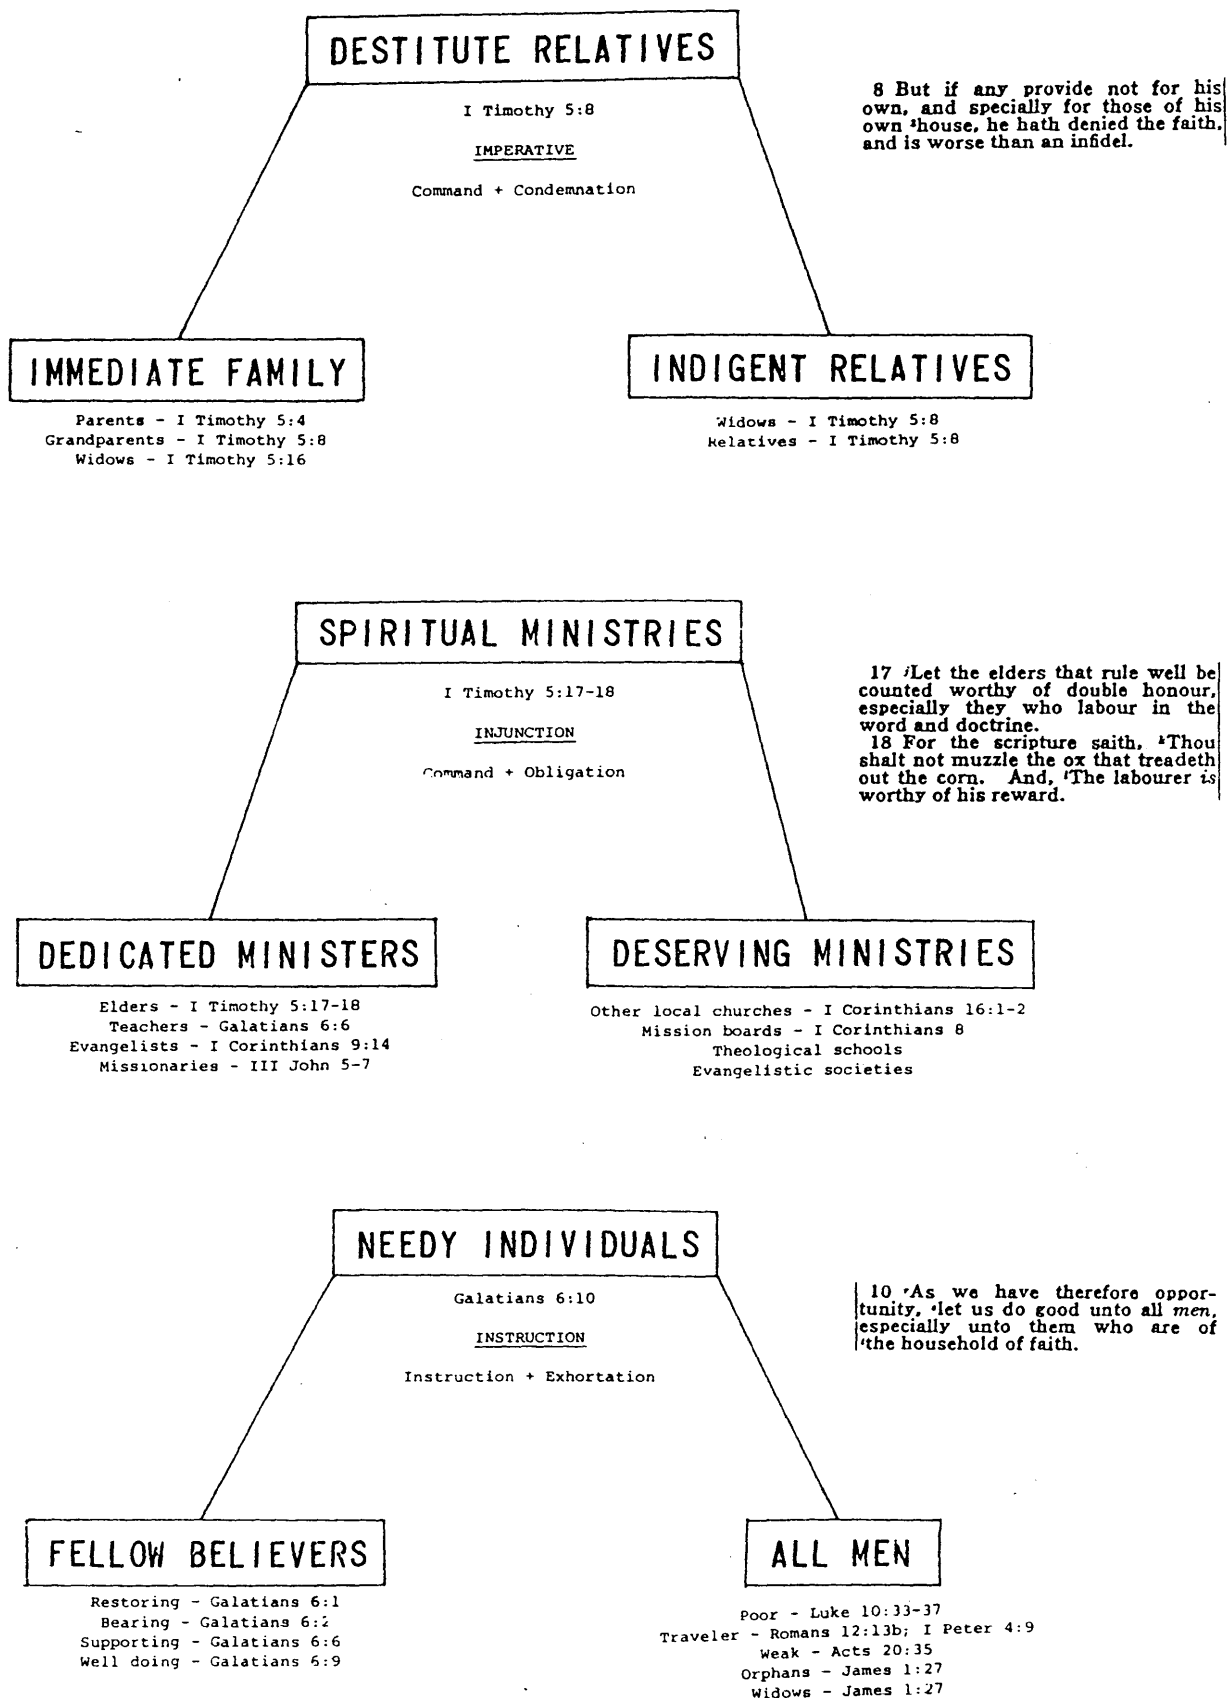 DESTITUTE RELATIVES
I Timothy 5:8
IMPERATIVE
Command + Condemnation
8 But if any provide not for his
own, and specially for those of his
own ²house, he hath denied the faith,
and is worse than an infidel.
IMMEDIATE FAMILY
Parents - I Timothy 5:4
Grandparents - I Timothy 5:8
Widows - I Timothy 5:16
INDIGENT RELATIVES
Widows - I Timothy 5:8
Relatives - I Timothy 5:8
SPIRITUAL MINISTRIES
I Timothy 5:17-18
INJUNCTION
Command + Obligation
17 Let the elders that rule well be
counted worthy of double honour,
especially they who labour in the
word and doctrine.
18 For the scripture saith, Thou
shalt not muzzle the ox that treadeth
out the corn. And, The labourer is
worthy of his reward.
DEDICATED MINISTERS
Elders - I Timothy 5:17-18
Teachers - Galatians 6:6
Evangelists - I Corinthians 9:14
Missionaries - III John 5-7
DESERVING MINISTRIES
Other local churches - I Corinthians 16:1-2
Mission boards - I Corinthians 8
Theological schools
Evangelistic societies
NEEDY INDIVIDUALS
Galatians 6:10
INSTRUCTION
Instruction + Exhortation
10 As we have therefore oppor-
tunity, let us do good unto all men,
especially unto them who are of
the household of faith.
FELLOW BELIEVERS
Restoring - Galatians 6:1
Bearing - Galatians 6:2
Supporting - Galatians 6:6
Well doing - Galatians 6:9
ALL MEN
Poor - Luke 10:33-37
Traveler - Romans 12:13b; I Peter 4:9
Weak - Acts 20:35
Orphans - James 1:27
Widows - James 1:27